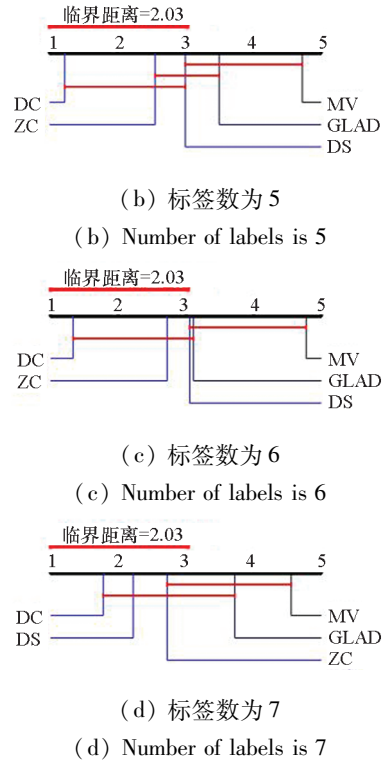 临界距离=2.03
1 2 3 4 5
DC MV
ZC GLAD
DS
(b) 标签数为5
(b) Number of labels is 5
临界距离=2.03
1 2 3 4 5
DC MV
ZC GLAD
DS
(c) 标签数为6
(c) Number of labels is 6
临界距离=2.03
1 2 3 4 5
DC MV
DS GLAD
ZC
(d) 标签数为7
(d) Number of labels is 7